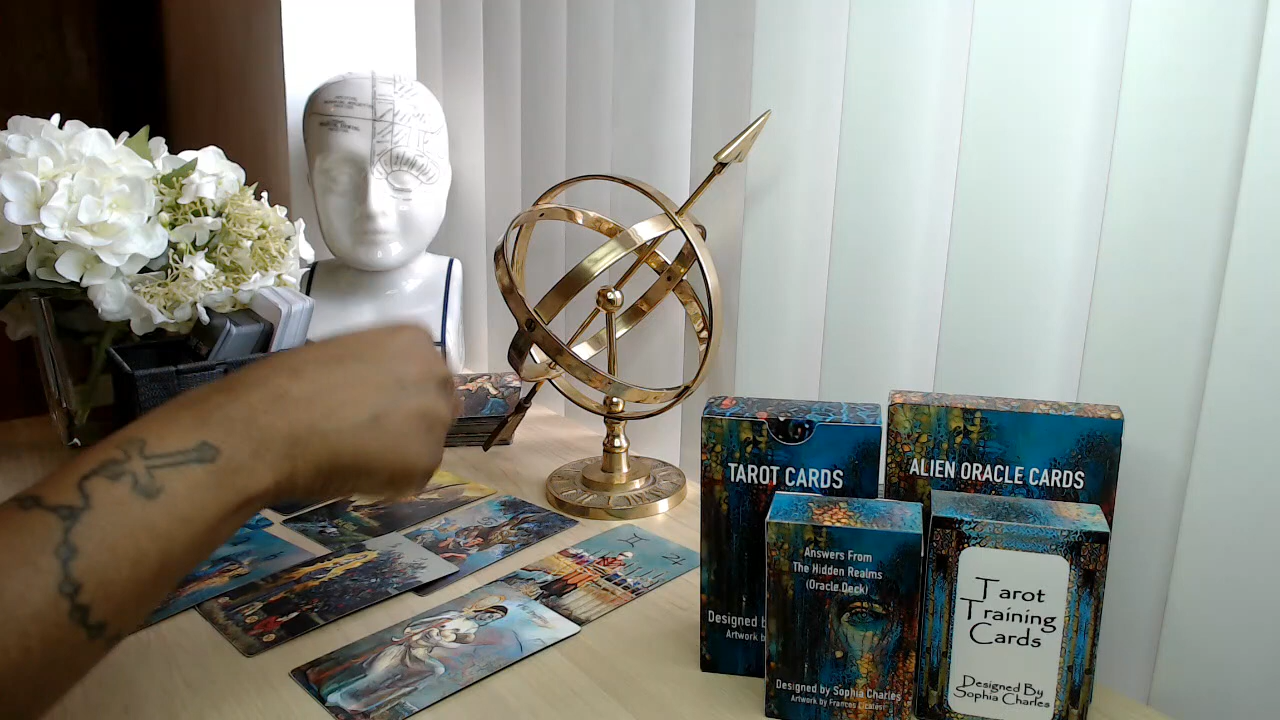 TAROT CARDS
Designed
Artwork
ALIEN ORACLE CARDS
Answers From
The Hidden Realms
(Oracle Deck)
Designed by Sophia Charles
Artwork by Frances Licalesi
Tarot
Training
Cards
Designed By
Sophia Charles